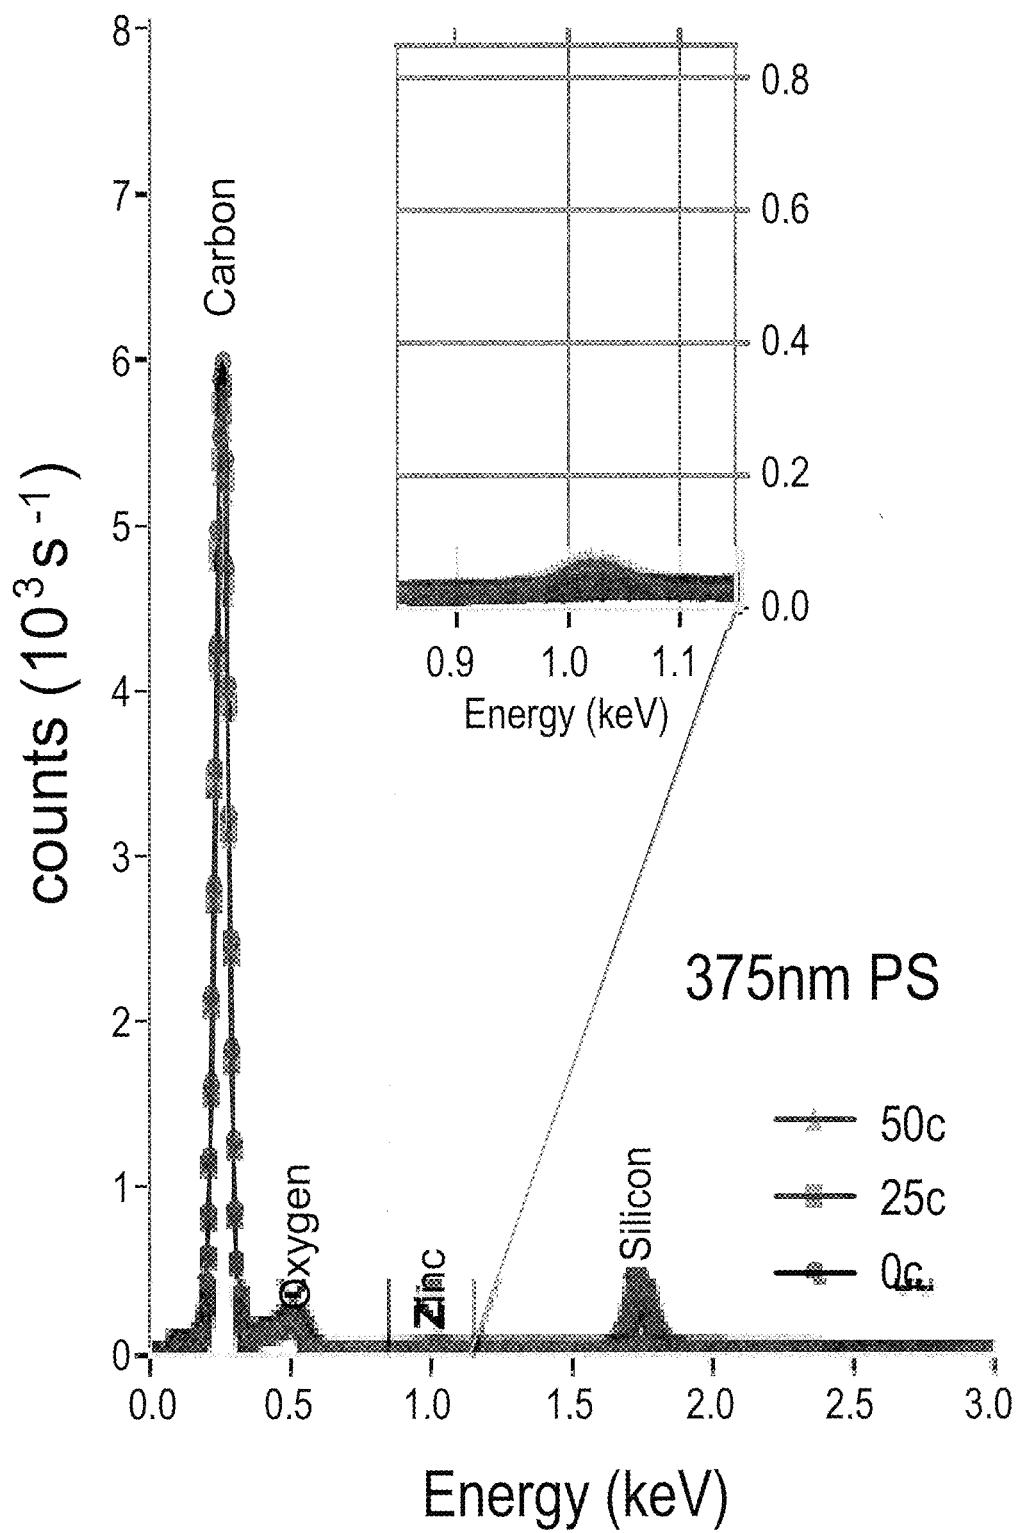 8
7
6
5
4
3
2
1
0
counts (10³s⁻¹)
Carbon
Oxygen
Zinc
Silicon
0.8
0.6
0.4
0.2
0.0
0.9 1.0 1.1
Energy (keV)
375nm PS
50c
25c
0c
0.0 0.5 1.0 1.5 2.0 2.5 3.0
Energy (keV)